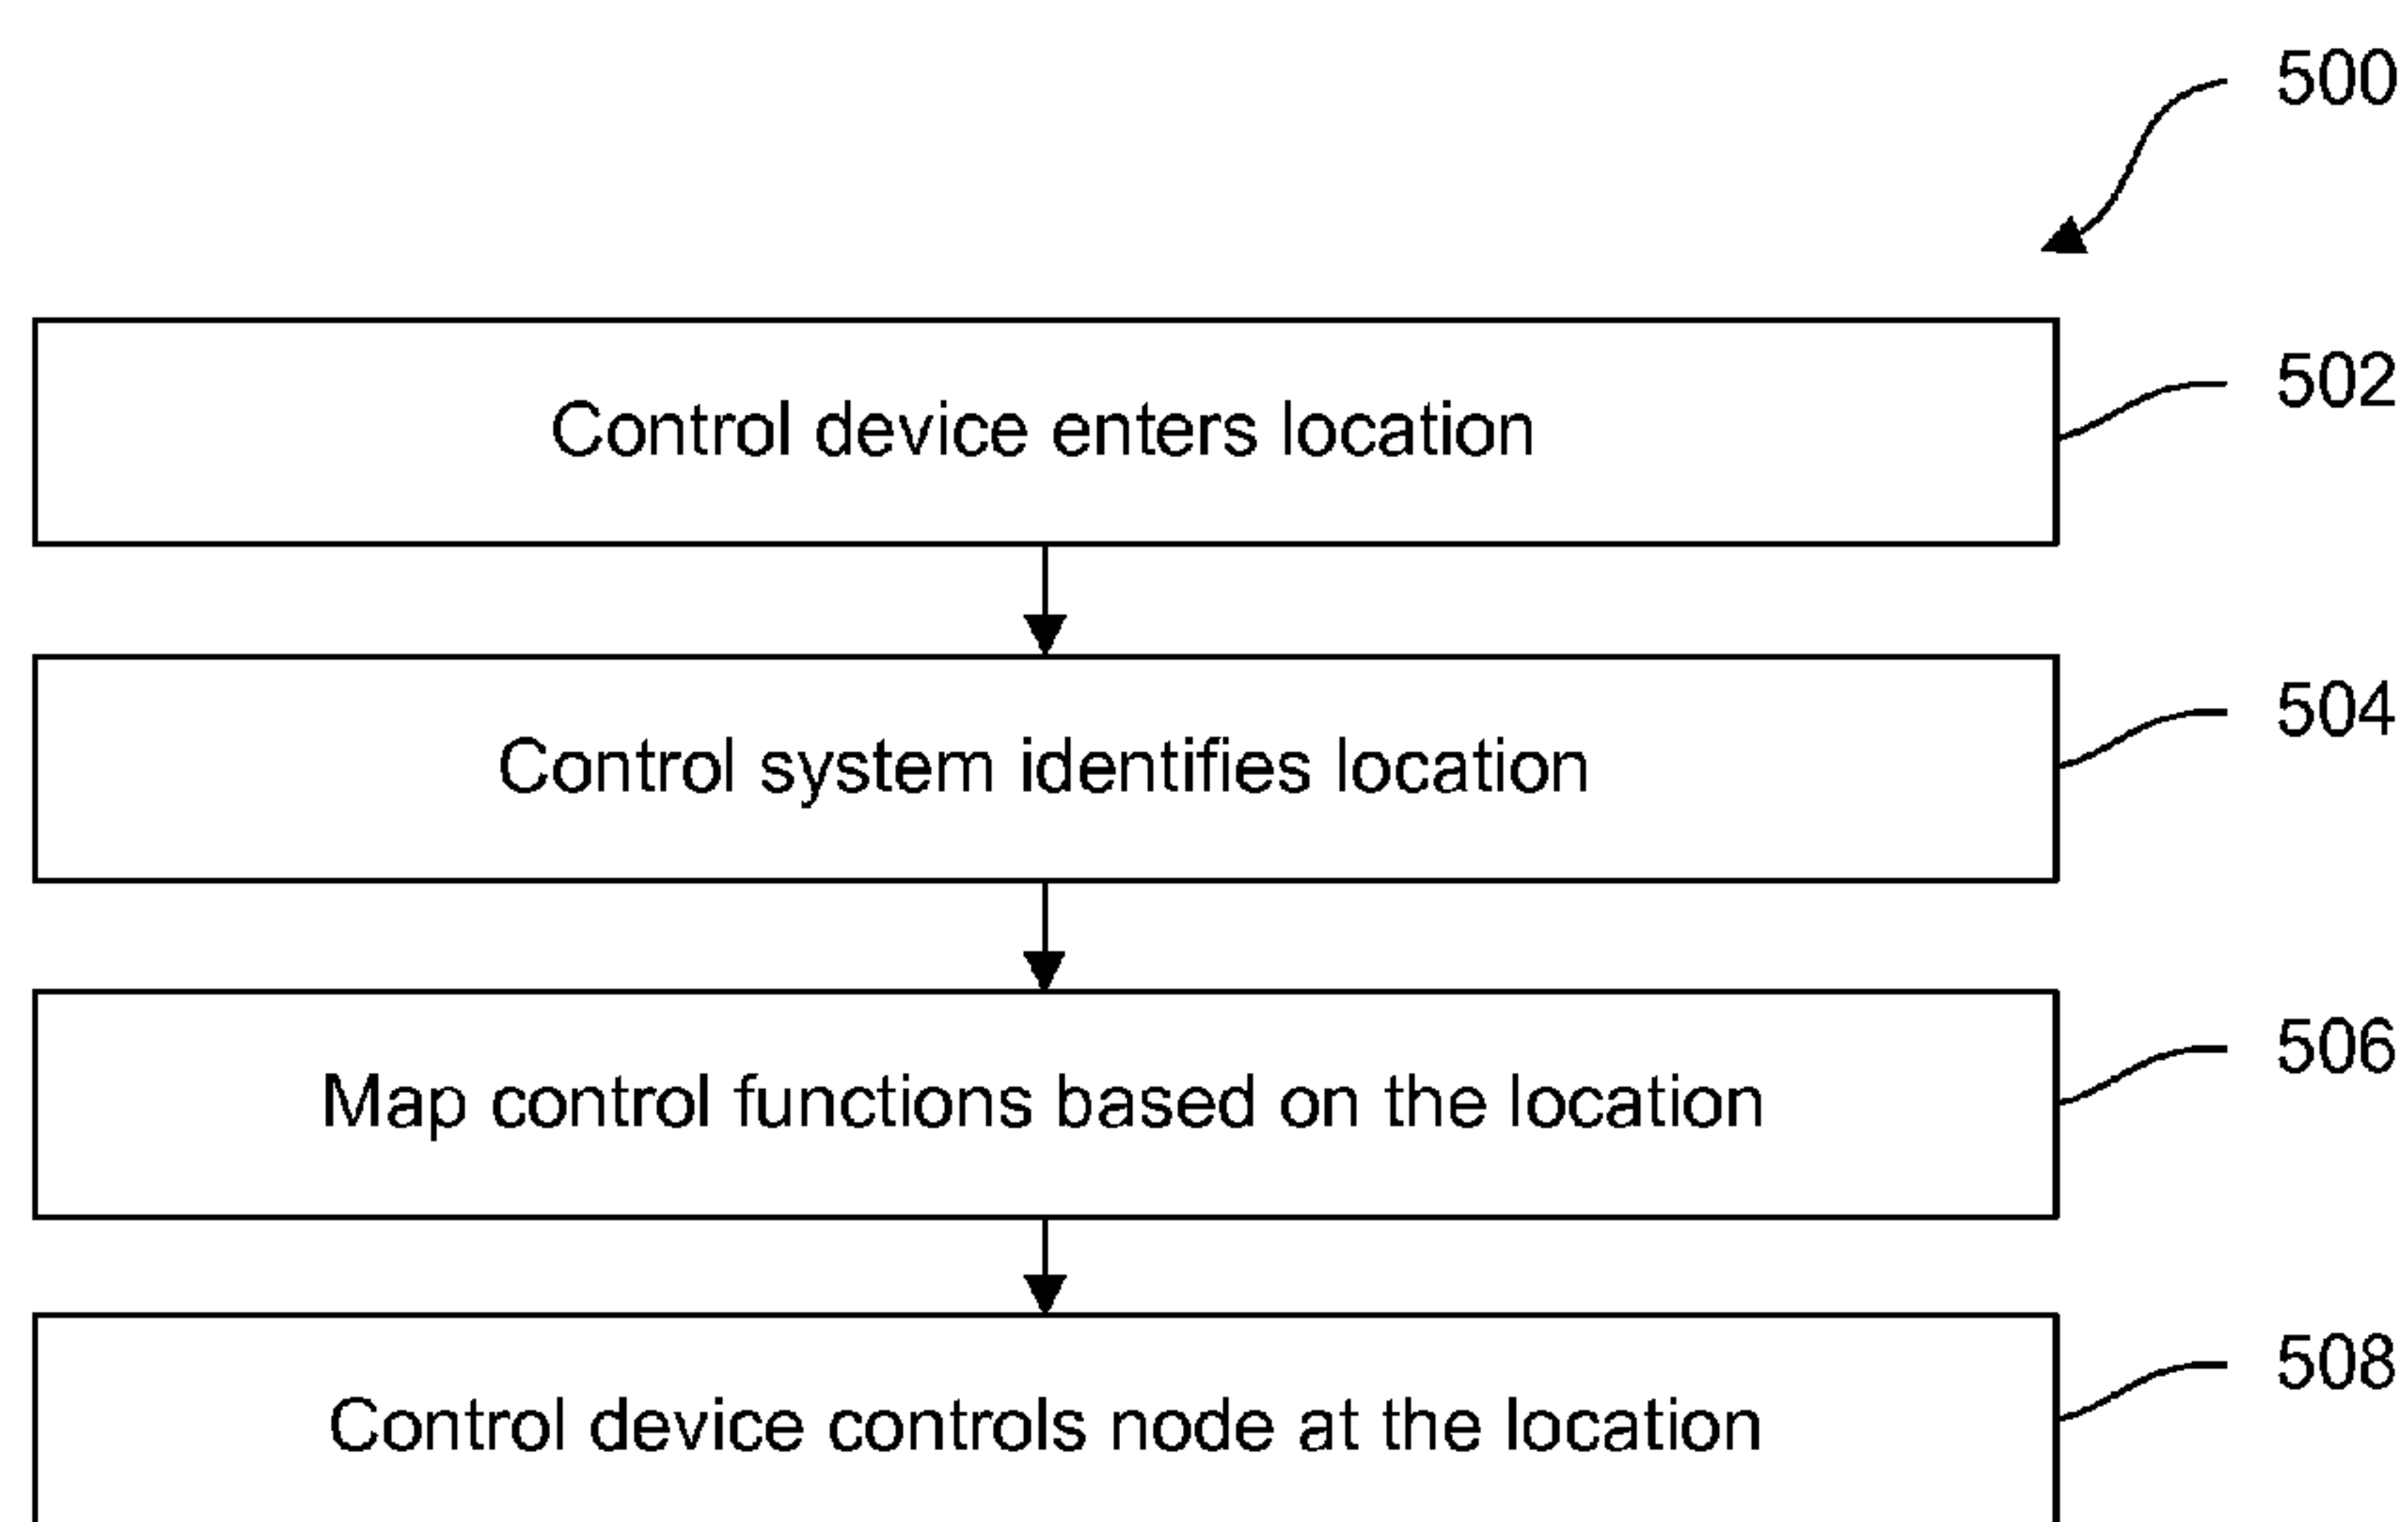 500
Control device enters location
502
Control system identifies location
504
Map control functions based on the location
506
Control device controls node at the location
508